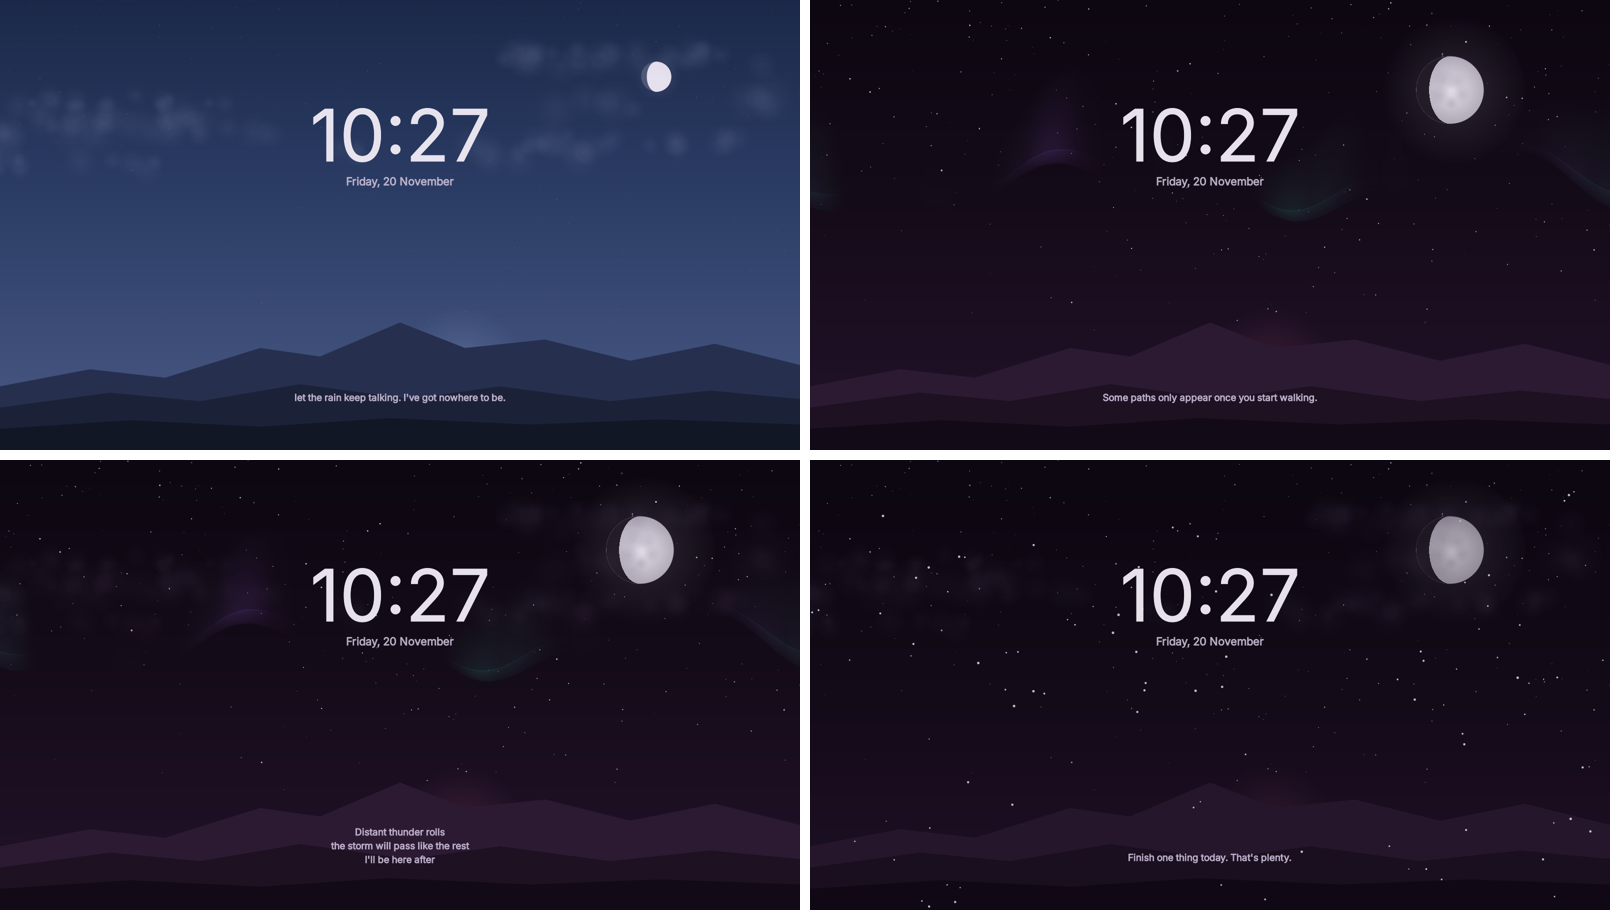 10:27
Friday, 20 November
let the rain keep talking. I've got nowhere to be.
10:27
Friday, 20 November
Some paths only appear once you start walking.
10:27
Friday, 20 November
Distant thunder rolls
the storm will pass like the rest
I'll be here after
10:27
Friday, 20 November
Finish one thing today. That's plenty.